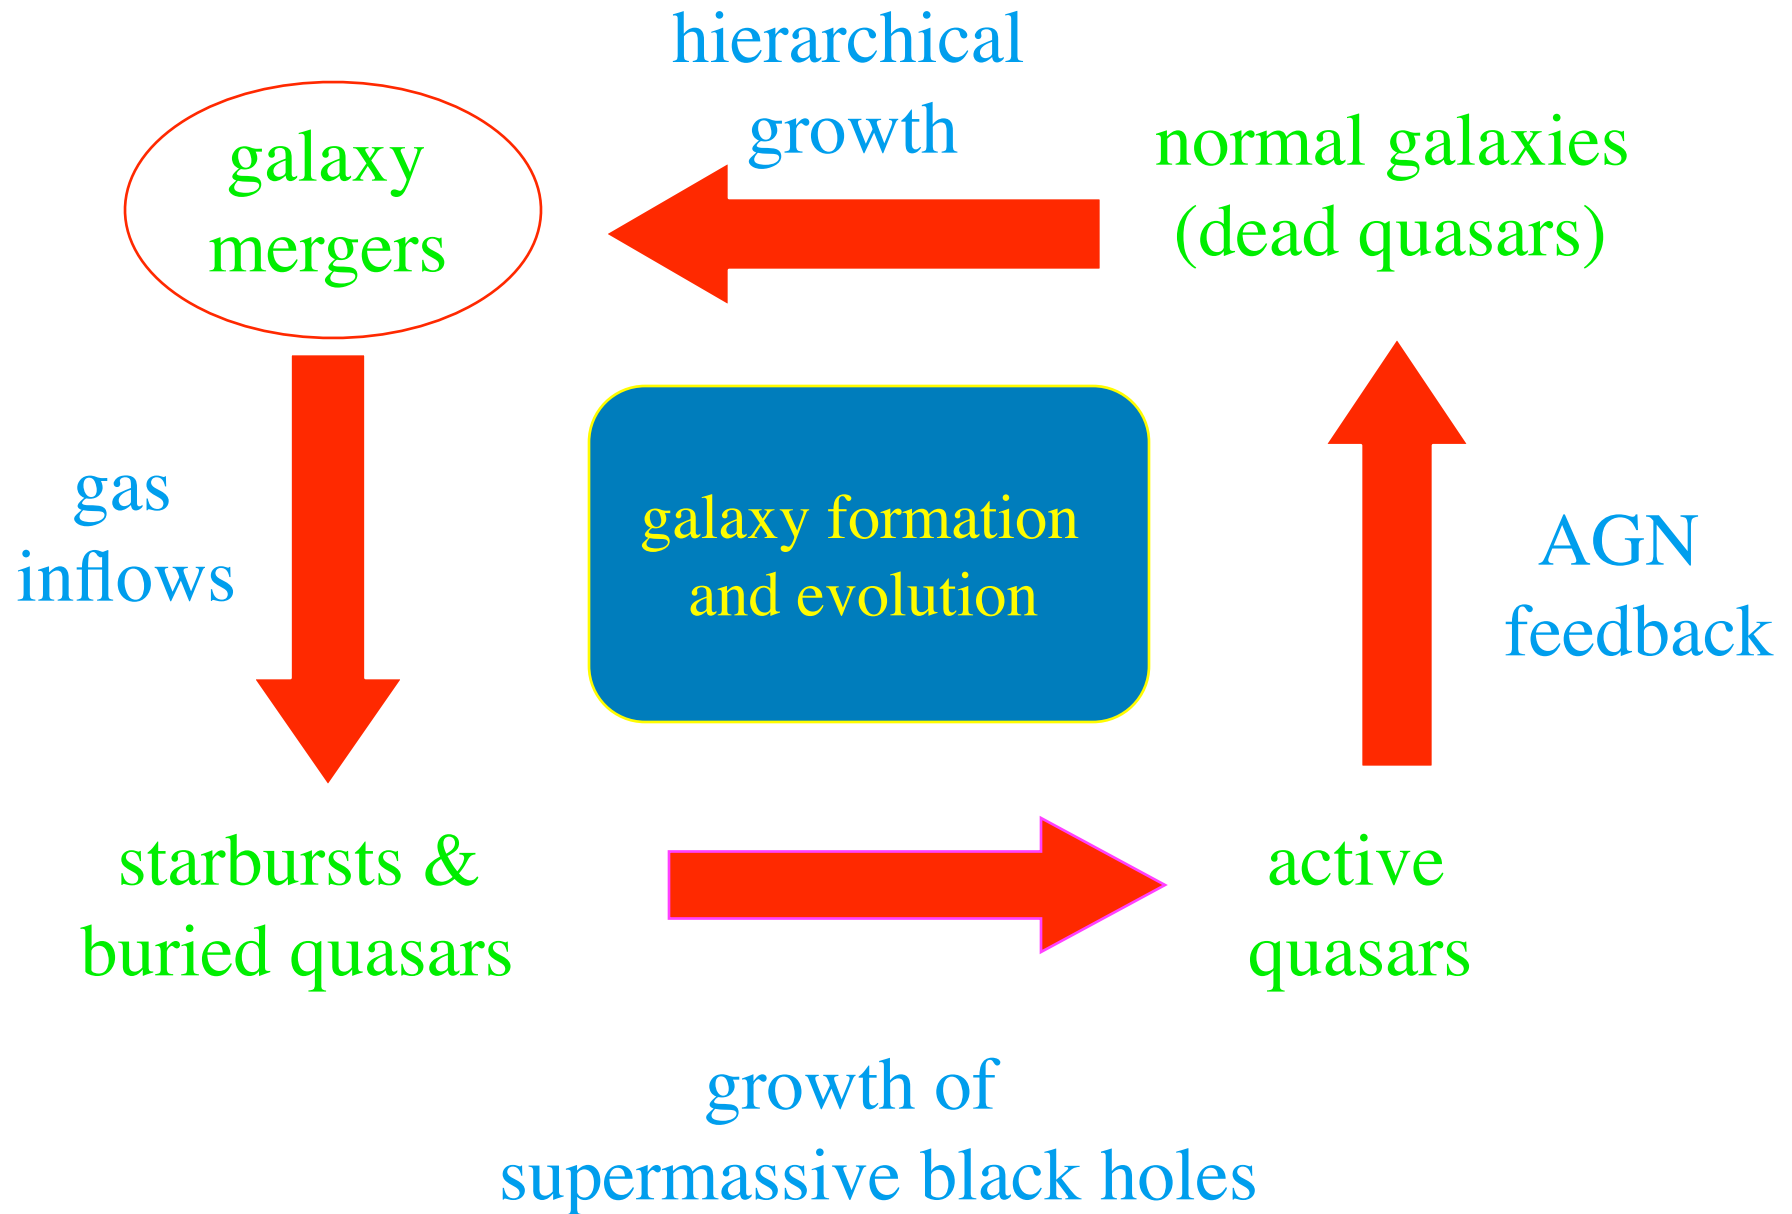 hierarchical
growth
galaxy
mergers
normal galaxies
(dead quasars)
gas
inflows
galaxy formation
and evolution
AGN
feedback
starbursts &
buried quasars
active
quasars
growth of
supermassive black holes